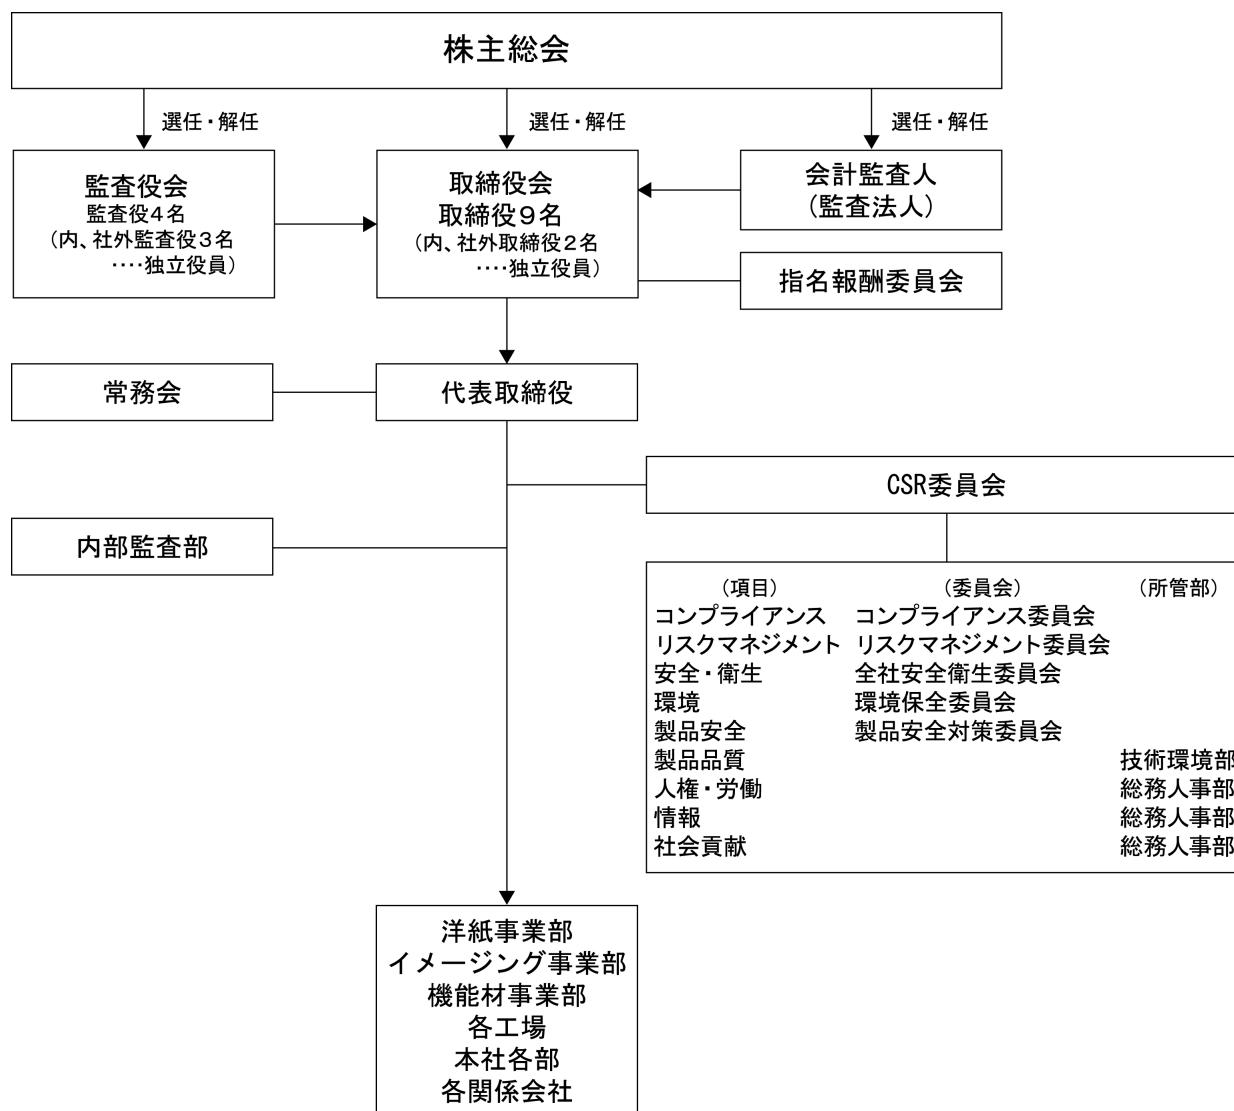 株主総会
選任・解任
選任・解任
選任・解任
監査役会
監査役４名
（内、社外監査役３名
‥‥独立役員）
取締役会
取締役９名
（内、社外取締役２名
‥‥独立役員）
会計監査人
（監査法人）
指名報酬委員会
常務会
代表取締役
CSR委員会
内部監査部
（項目） （委員会） （所管部）
コンプライアンス コンプライアンス委員会
リスクマネジメント リスクマネジメント委員会
安全・衛生 全社安全衛生委員会
環境 環境保全委員会
製品安全 製品安全対策委員会
製品品質 技術環境部
人権・労働 総務人事部
情報 総務人事部
社会貢献 総務人事部
洋紙事業部
イメージング事業部
機能材事業部
各工場
本社各部
各関係会社